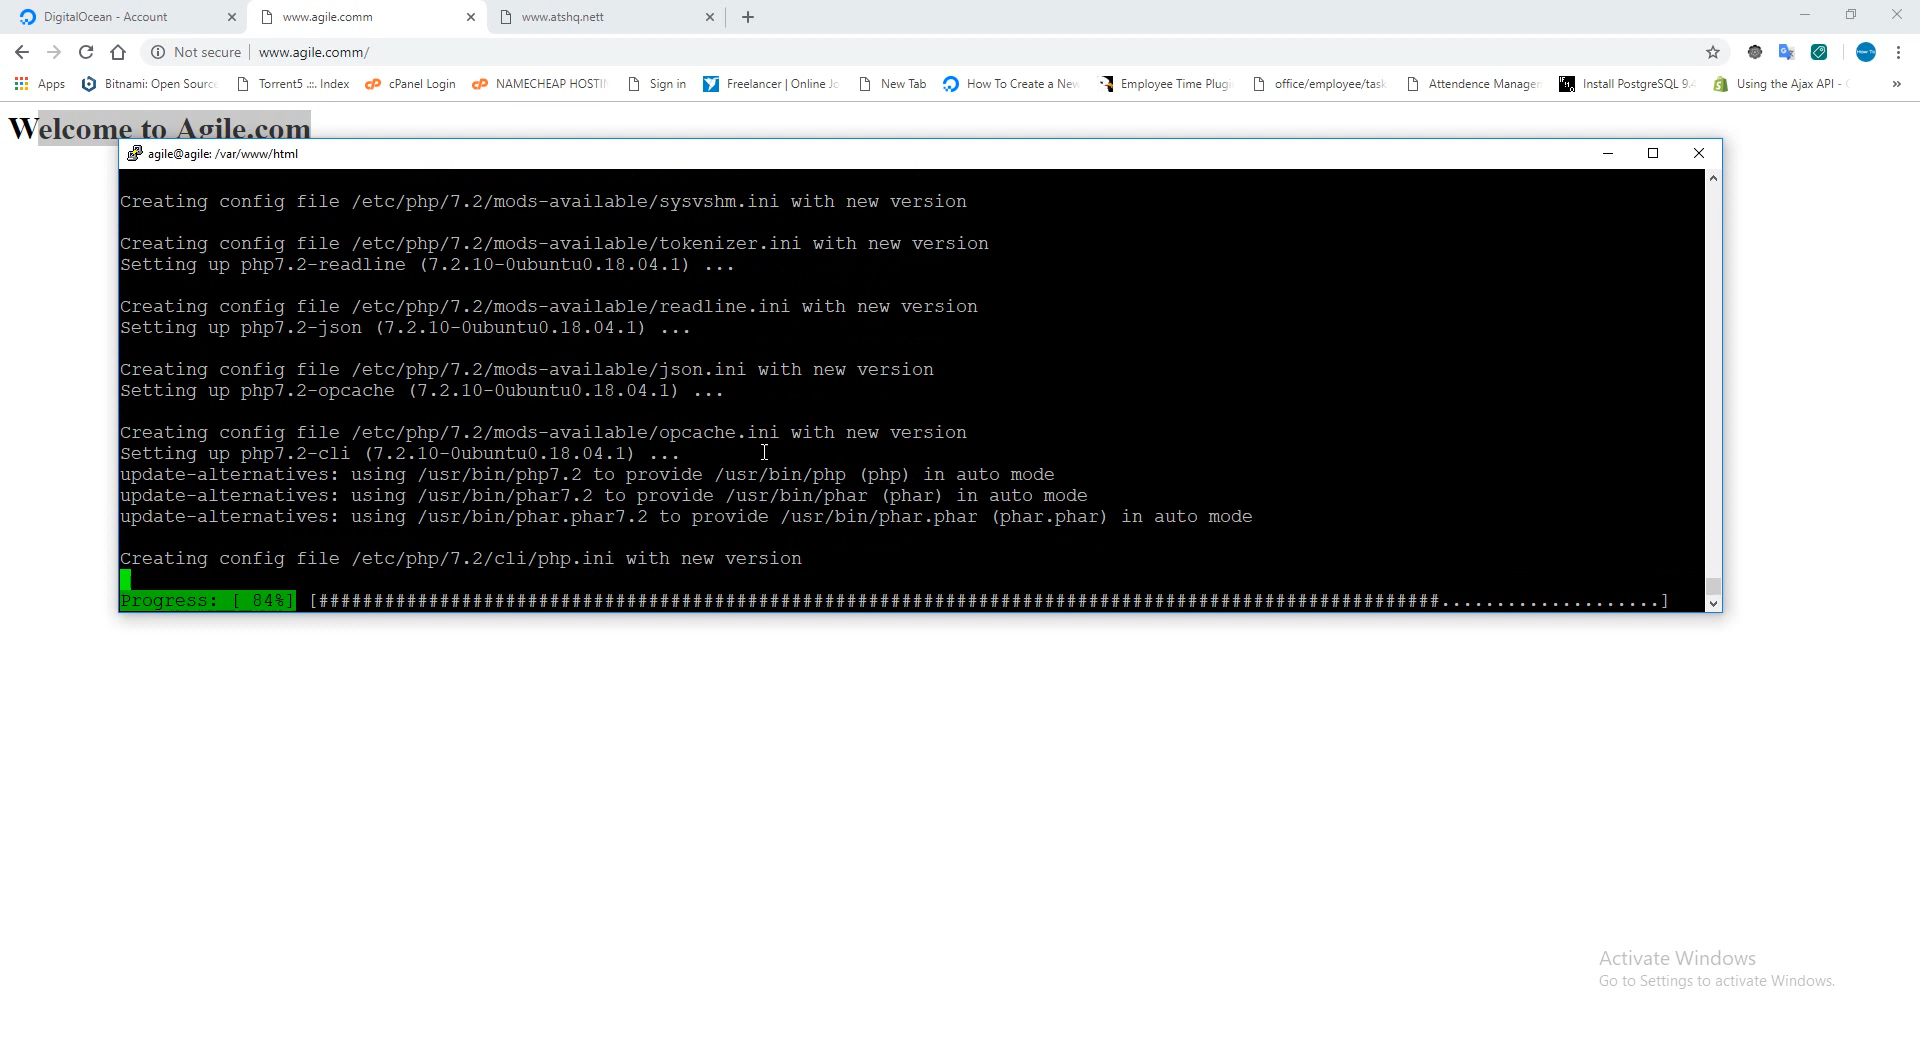 DigitalOcean - Account
www.agile.comm
www.atshq.nett
Not secure
www.agile.comm/
Apps
Bitnami: Open Source
Torrent5 .::. Index
cPanel Login
NAMECHEAP HOSTI
Sign in
Freelancer | Online Jo
New Tab
How To Create a New
Employee Time Plugi
office/employee/task
Attendence Manager
Install PostgreSQL 9.4
Using the Ajax API -
»
Welcome to Agile.com
agile@agile: /var/www/html
Creating config file /etc/php/7.2/mods-available/sysvshm.ini with new version
Creating config file /etc/php/7.2/mods-available/tokenizer.ini with new version
Setting up php7.2-readline (7.2.10-0ubuntu0.18.04.1) ...
Creating config file /etc/php/7.2/mods-available/readline.ini with new version
Setting up php7.2-json (7.2.10-0ubuntu0.18.04.1) ...
Creating config file /etc/php/7.2/mods-available/json.ini with new version
Setting up php7.2-opcache (7.2.10-0ubuntu0.18.04.1) ...
Creating config file /etc/php/7.2/mods-available/opcache.ini with new version
Setting up php7.2-cli (7.2.10-0ubuntu0.18.04.1) ...
update-alternatives: using /usr/bin/php7.2 to provide /usr/bin/php (php) in auto mode
update-alternatives: using /usr/bin/phar7.2 to provide /usr/bin/phar (phar) in auto mode
update-alternatives: using /usr/bin/phar.phar7.2 to provide /usr/bin/phar.phar (phar.phar) in auto mode
Creating config file /etc/php/7.2/cli/php.ini with new version
Progress: [ 84%] [######################################################################################################....................]
Activate Windows
Go to Settings to activate Windows.